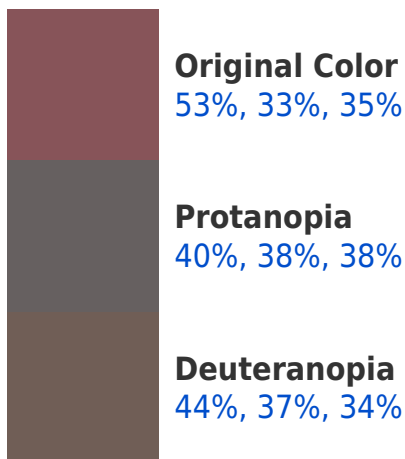 Original Color
53%, 33%, 35%
Protanopia
40%, 38%, 38%
Deuteranopia
44%, 37%, 34%